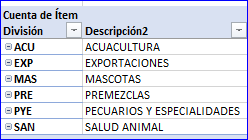 Cuenta de Ítem
División Descripción2
ACU ACUACULTURA
EXP EXPORTACIONES
MAS MASCOTAS
PRE PREMEZCLAS
PYE PECUARIOS Y ESPECIALIDADES
SAN SALUD ANIMAL